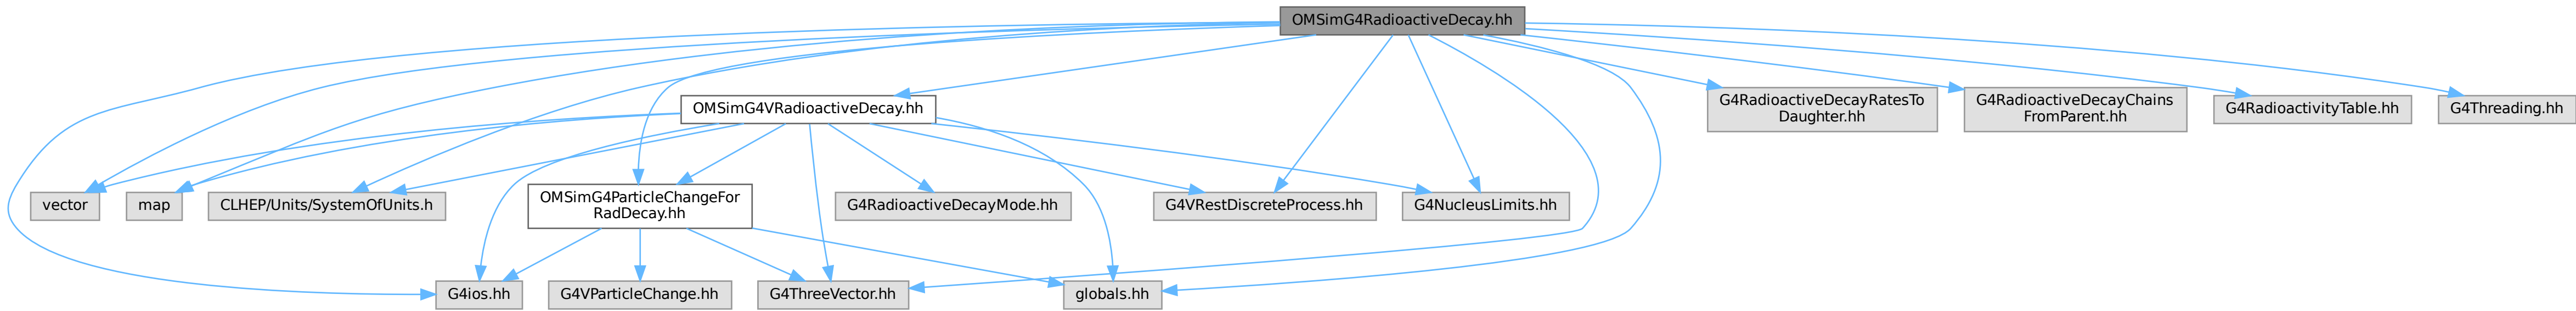 OMSimG4RadioactiveDecay.hh
OMSimG4VRadioactiveDecay.hh
G4RadioactiveDecayRatesTo
Daughter.hh
G4RadioactiveDecayChains
FromParent.hh
G4RadioactivityTable.hh
G4Threading.hh
vector
map
CLHEP/Units/SystemOfUnits.h
OMSimG4ParticleChangeFor
RadDecay.hh
G4RadioactiveDecayMode.hh
G4VRestDiscreteProcess.hh
G4NucleusLimits.hh
G4ios.hh
G4VParticleChange.hh
G4ThreeVector.hh
globals.hh